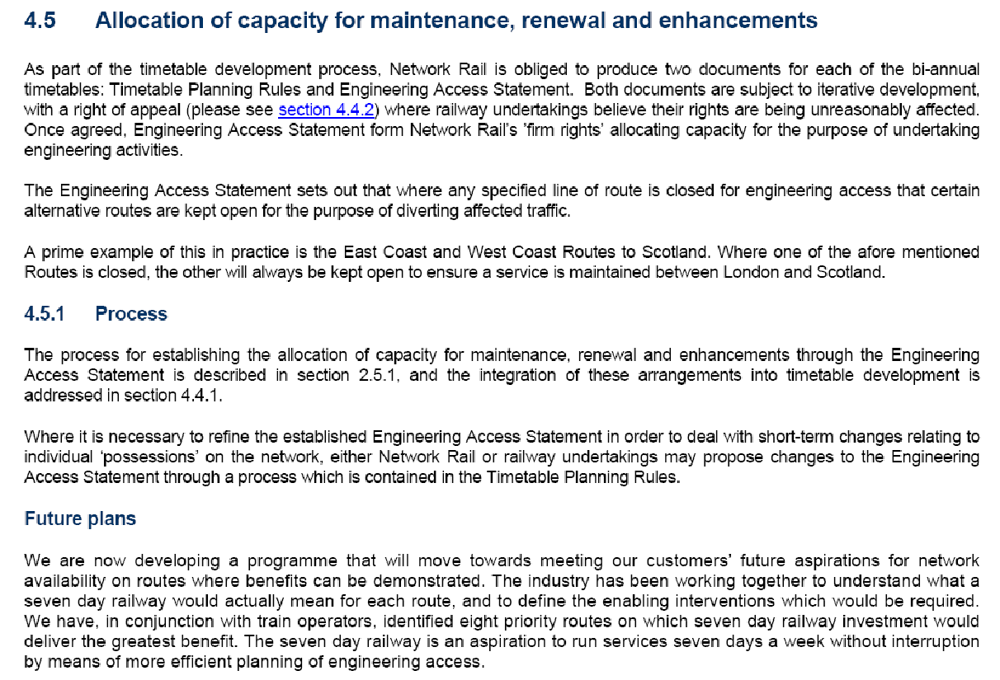 4.5 Allocation of capacity for maintenance, renewal and enhancements
As part of the timetable development process, Network Rail is obliged to produce two documents for each of the bi-annual
timetables: Timetable Planning Rules and Engineering Access Statement.  Both documents are subject to iterative development,
with a right of appeal (please see section 4.4.2) where railway undertakings believe their rights are being unreasonably affected.
Once agreed, Engineering Access Statement form Network Rail's 'firm rights' allocating capacity for the purpose of undertaking
engineering activities.
The Engineering Access Statement sets out that where any specified line of route is closed for engineering access that certain
alternative routes are kept open for the purpose of diverting affected traffic.
A prime example of this in practice is the East Coast and West Coast Routes to Scotland. Where one of the afore mentioned
Routes is closed, the other will always be kept open to ensure a service is maintained between London and Scotland.
4.5.1 Process
The process for establishing the allocation of capacity for maintenance, renewal and enhancements through the Engineering
Access Statement is described in section 2.5.1, and the integration of these arrangements into timetable development is
addressed in section 4.4.1.
Where it is necessary to refine the established Engineering Access Statement in order to deal with short-term changes relating to
individual ‘possessions’ on the network, either Network Rail or railway undertakings may propose changes to the Engineering
Access Statement through a process which is contained in the Timetable Planning Rules.
Future plans
We are now developing a programme that will move towards meeting our customers’ future aspirations for network
availability on routes where benefits can be demonstrated. The industry has been working together to understand what a
seven day railway would actually mean for each route, and to define the enabling interventions which would be required.
We have, in conjunction with train operators, identified eight priority routes on which seven day railway investment would
deliver the greatest benefit. The seven day railway is an aspiration to run services seven days a week without interruption
by means of more efficient planning of engineering access.